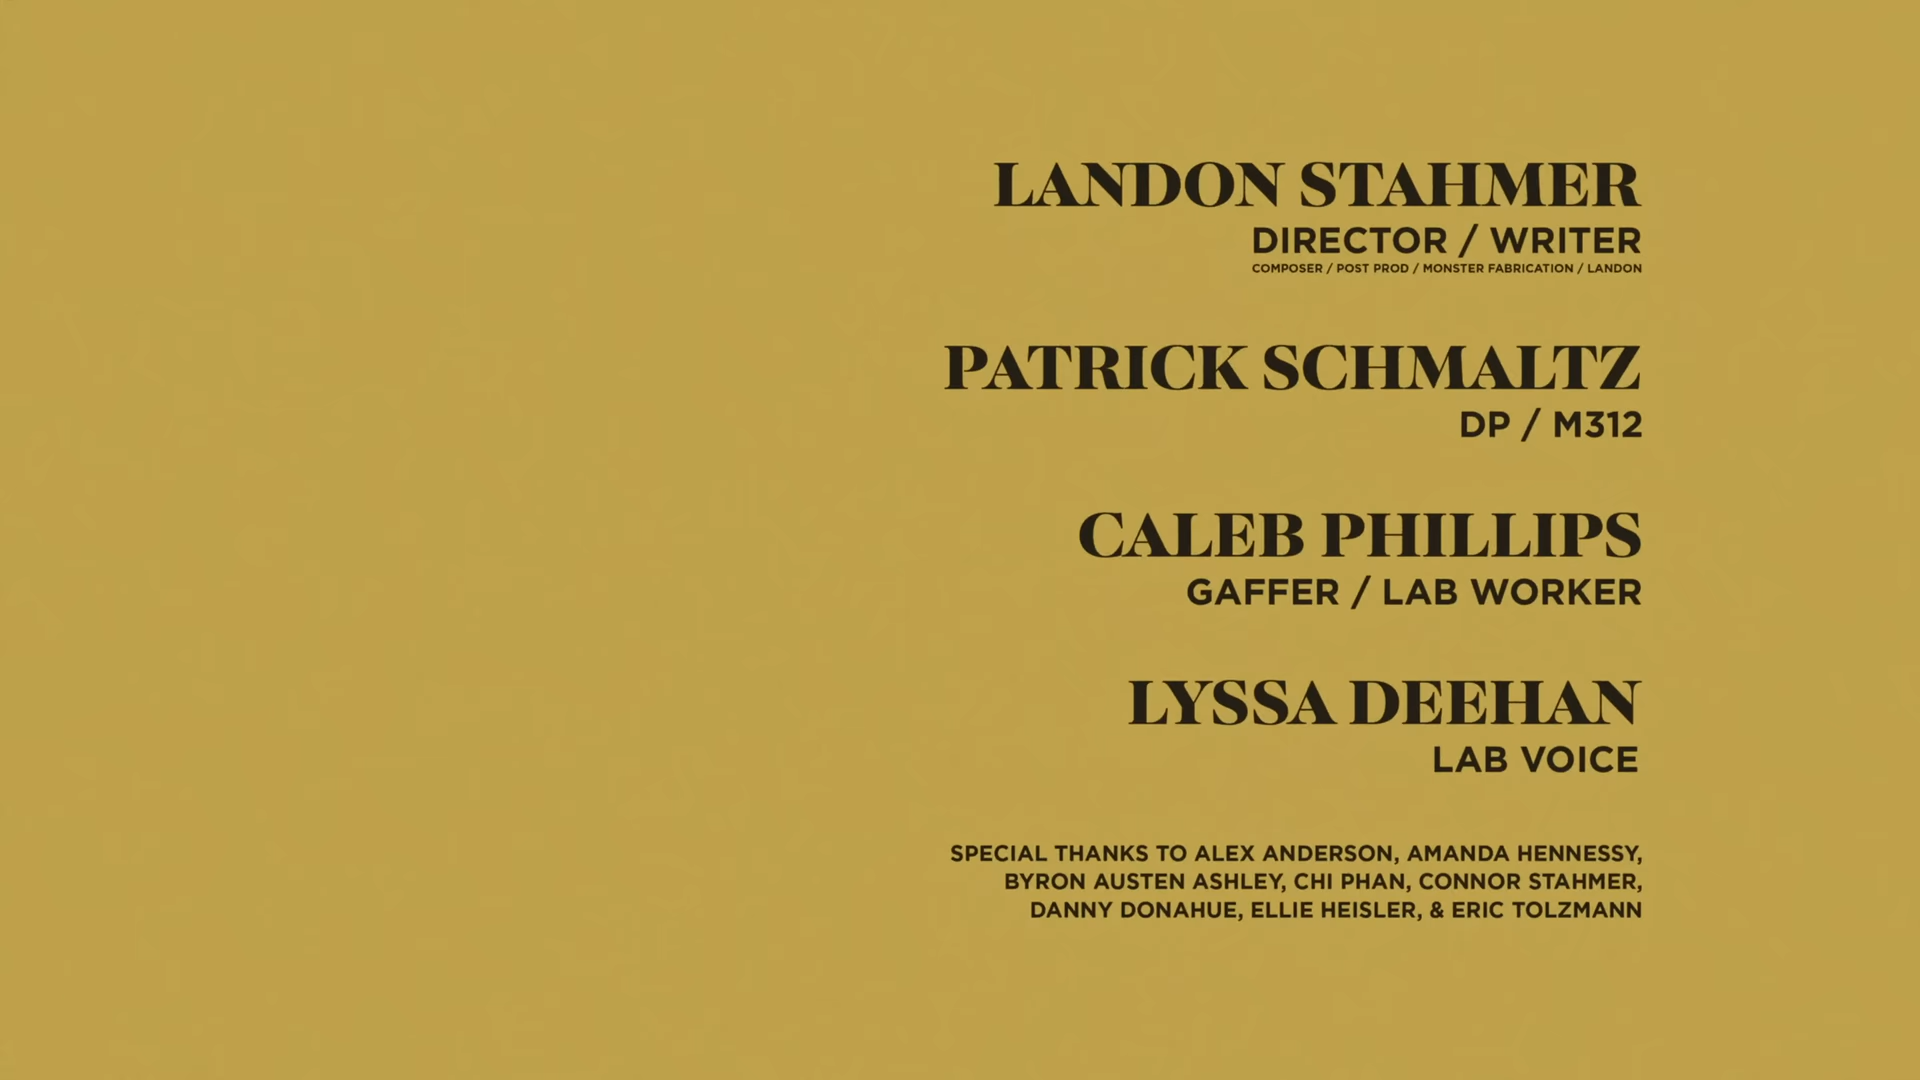 LANDON STAHMER
DIRECTOR / WRITER
COMPOSER / POST PROD / MONSTER FABRICATION / LANDON
PATRICK SCHMALTZ
DP / M312
CALEB PHILLIPS
GAFFER / LAB WORKER
LYSSA DEEHAN
LAB VOICE
SPECIAL THANKS TO ALEX ANDERSON, AMANDA HENNESSY,
BYRON AUSTEN ASHLEY, CHI PHAN, CONNOR STAHMER,
DANNY DONAHUE, ELLIE HEISLER, & ERIC TOLZMANN